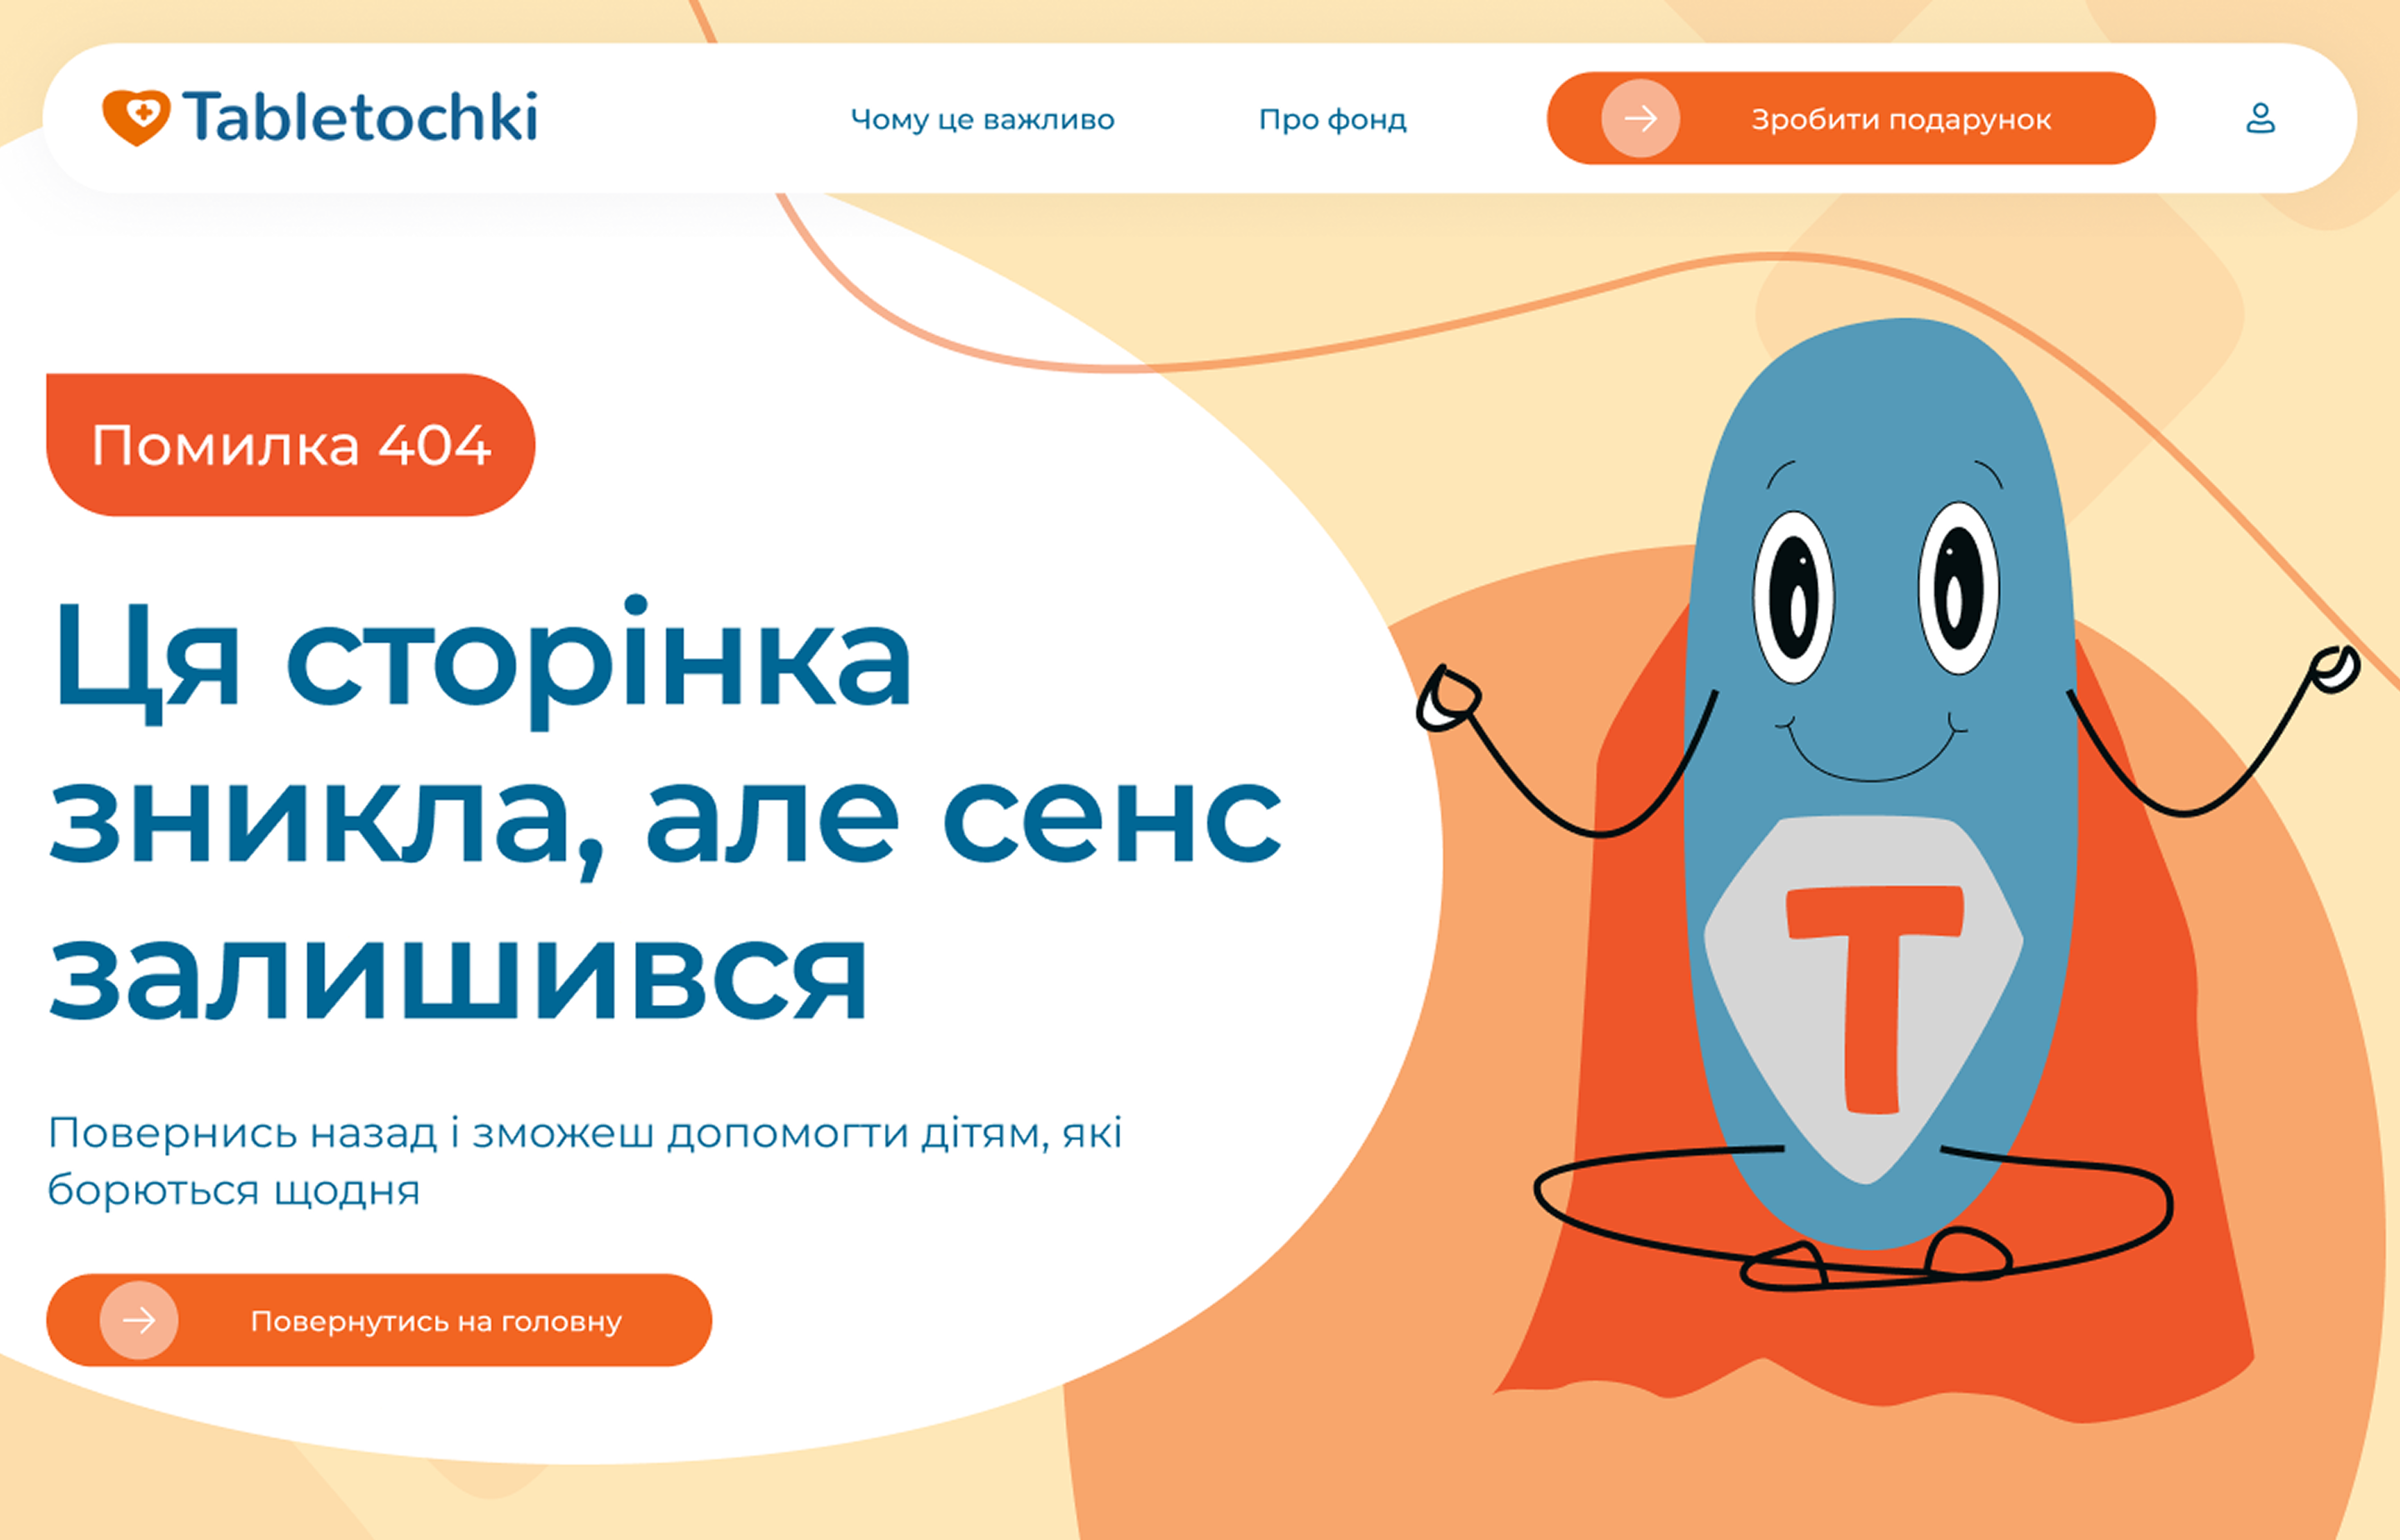 Tabletochki
Чому це важливо
Про фонд
Зробити подарунок
Помилка 404
Ця сторінка
зникла, але сенс
залишився
Повернись назад і зможеш допомогти дітям, які
борються щодня
Повернутись на головну
T